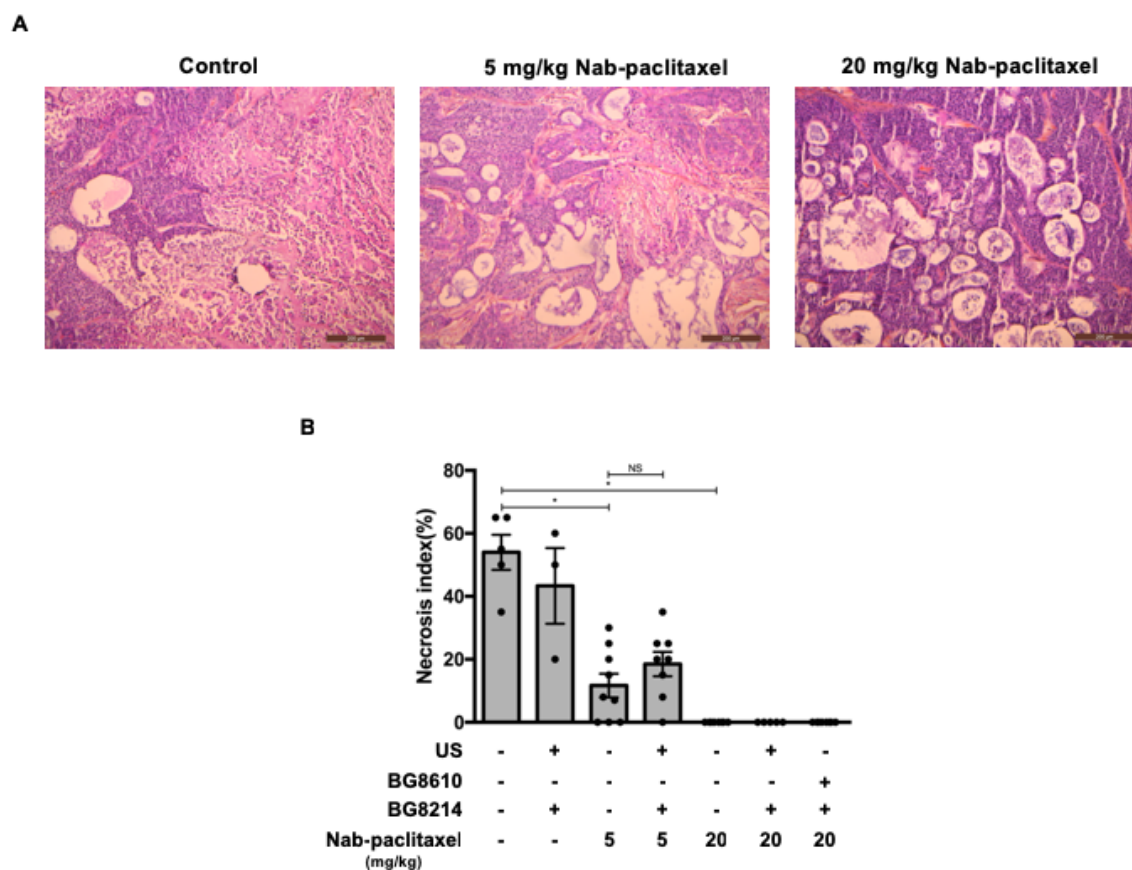 A
Control
5 mg/kg Nab-paclitaxel
20 mg/kg Nab-paclitaxel
B
Necrosis index(%)
80
60
40
20
0
NS
*
*
US - + - + - + -
BG8610 - - - - - - +
BG8214 - + - + - + +
Nab-paclitaxel - - 5 5 20 20 20
(mg/kg)